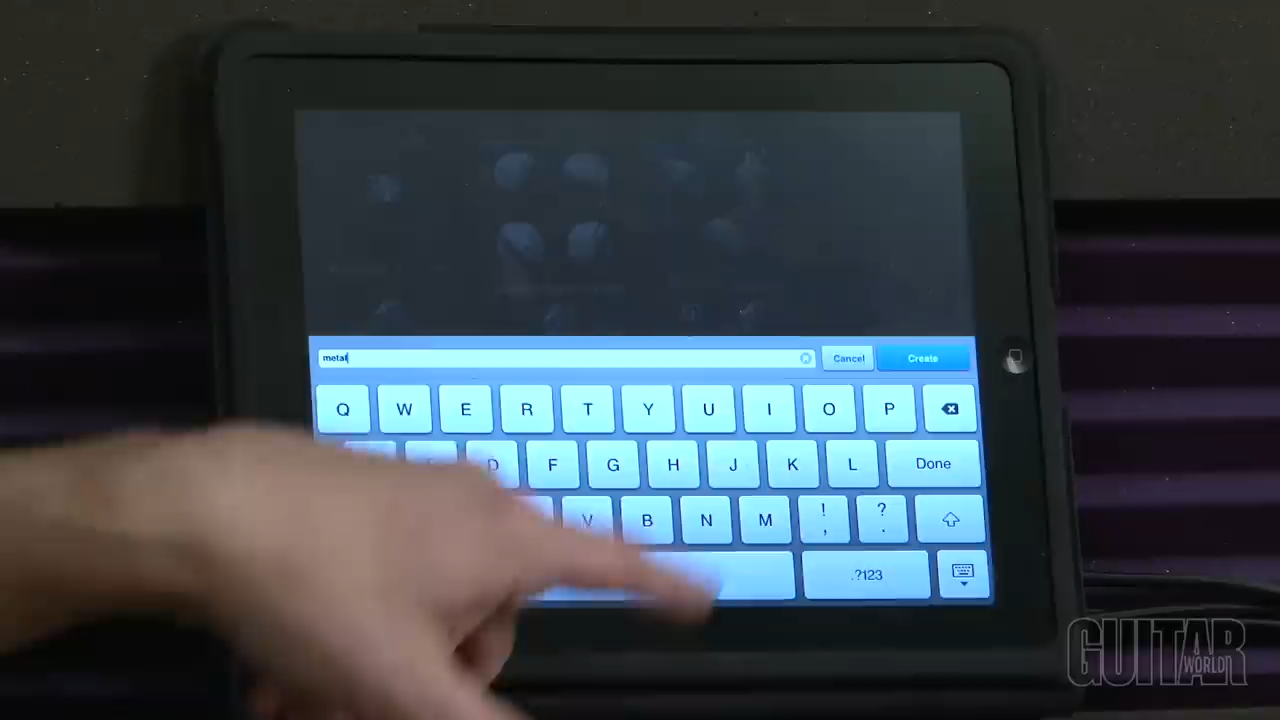 metal
Cancel
Create
Q W E R T Y U I O P
D F G H J K L Done
V B N M ! , ? .
.?123
GUITAR
WORLD